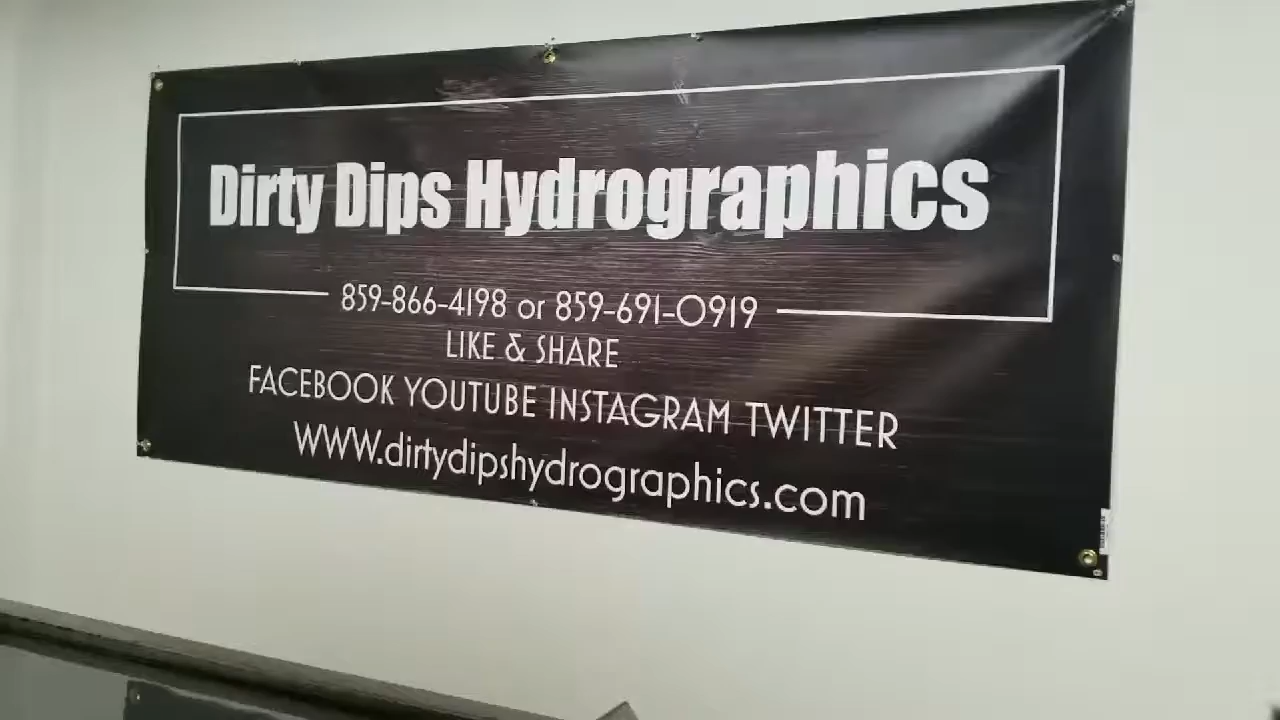 Dirty Dips Hydrographics
859-866-4198 or 859-691-0919
LIKE & SHARE
FACEBOOK YOUTUBE INSTAGRAM TWITTER
WWW.dirtydipshydrographics.com